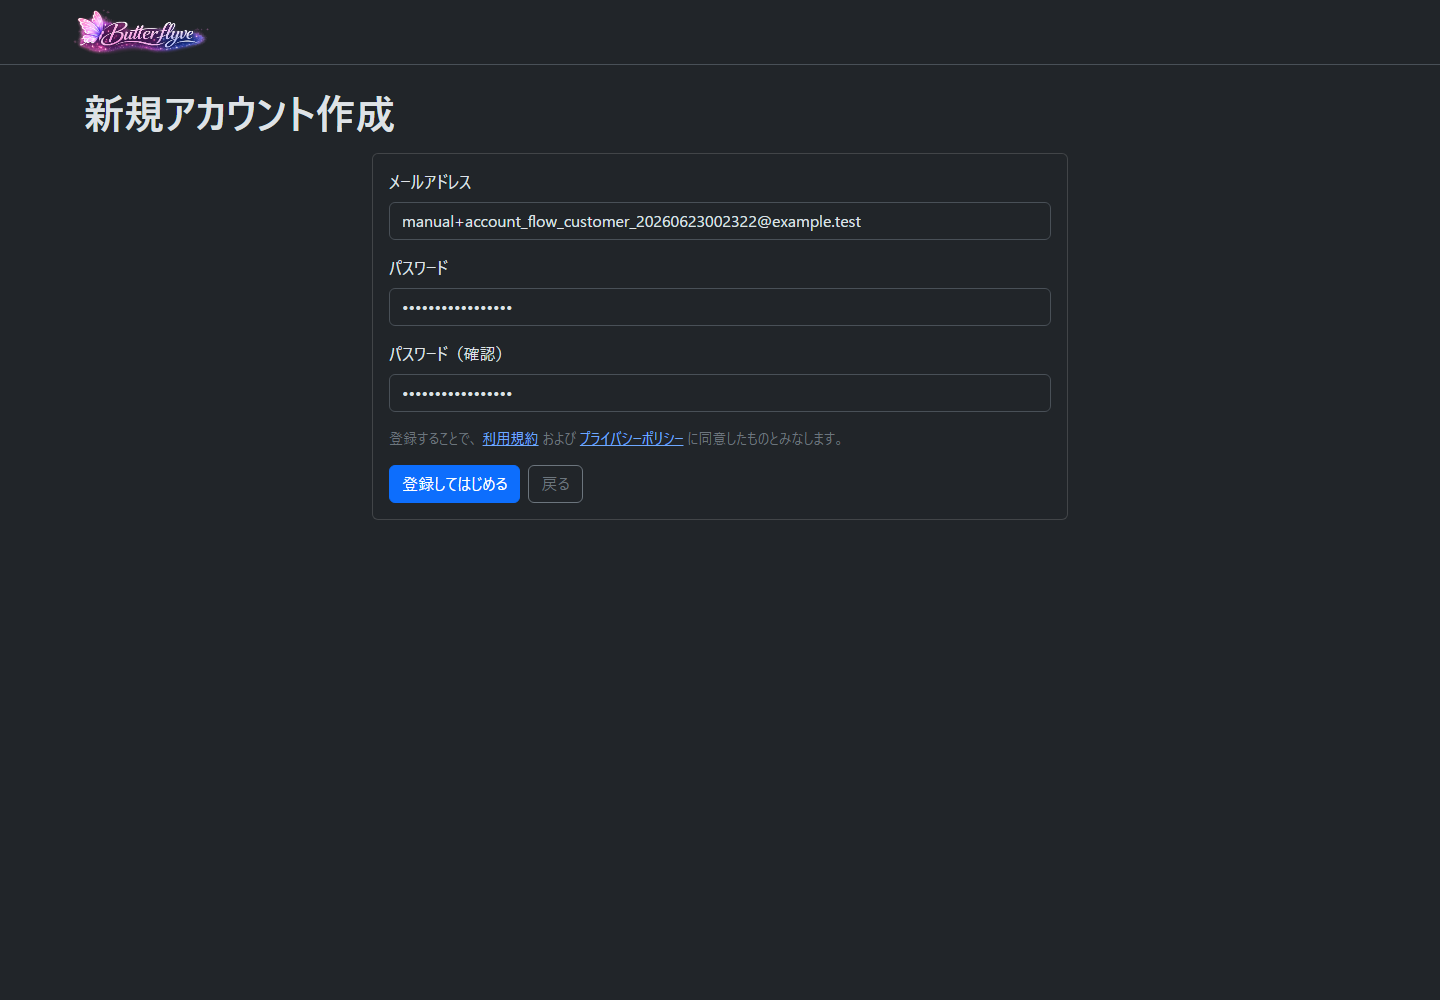 Butterflyve
新規アカウント作成
メールアドレス
manual+account_flow_customer_20260623002322@example.test
パスワード
•••••••••••••••••
パスワード（確認）
•••••••••••••••••
登録することで、利用規約 および プライバシーポリシー に同意したものとみなします。
登録してはじめる 戻る